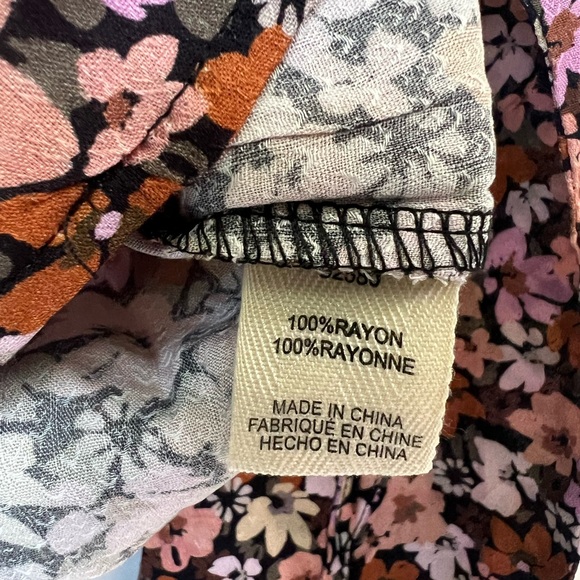 100%RAYON
100%RAYONNE
MADE IN CHINA
FABRIQUÉ EN CHINE
HECHO EN CHINA